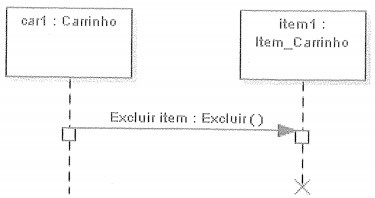 car1 : Carrinho
item1 :
Item_Carrinho
Excluir item : Excluir()